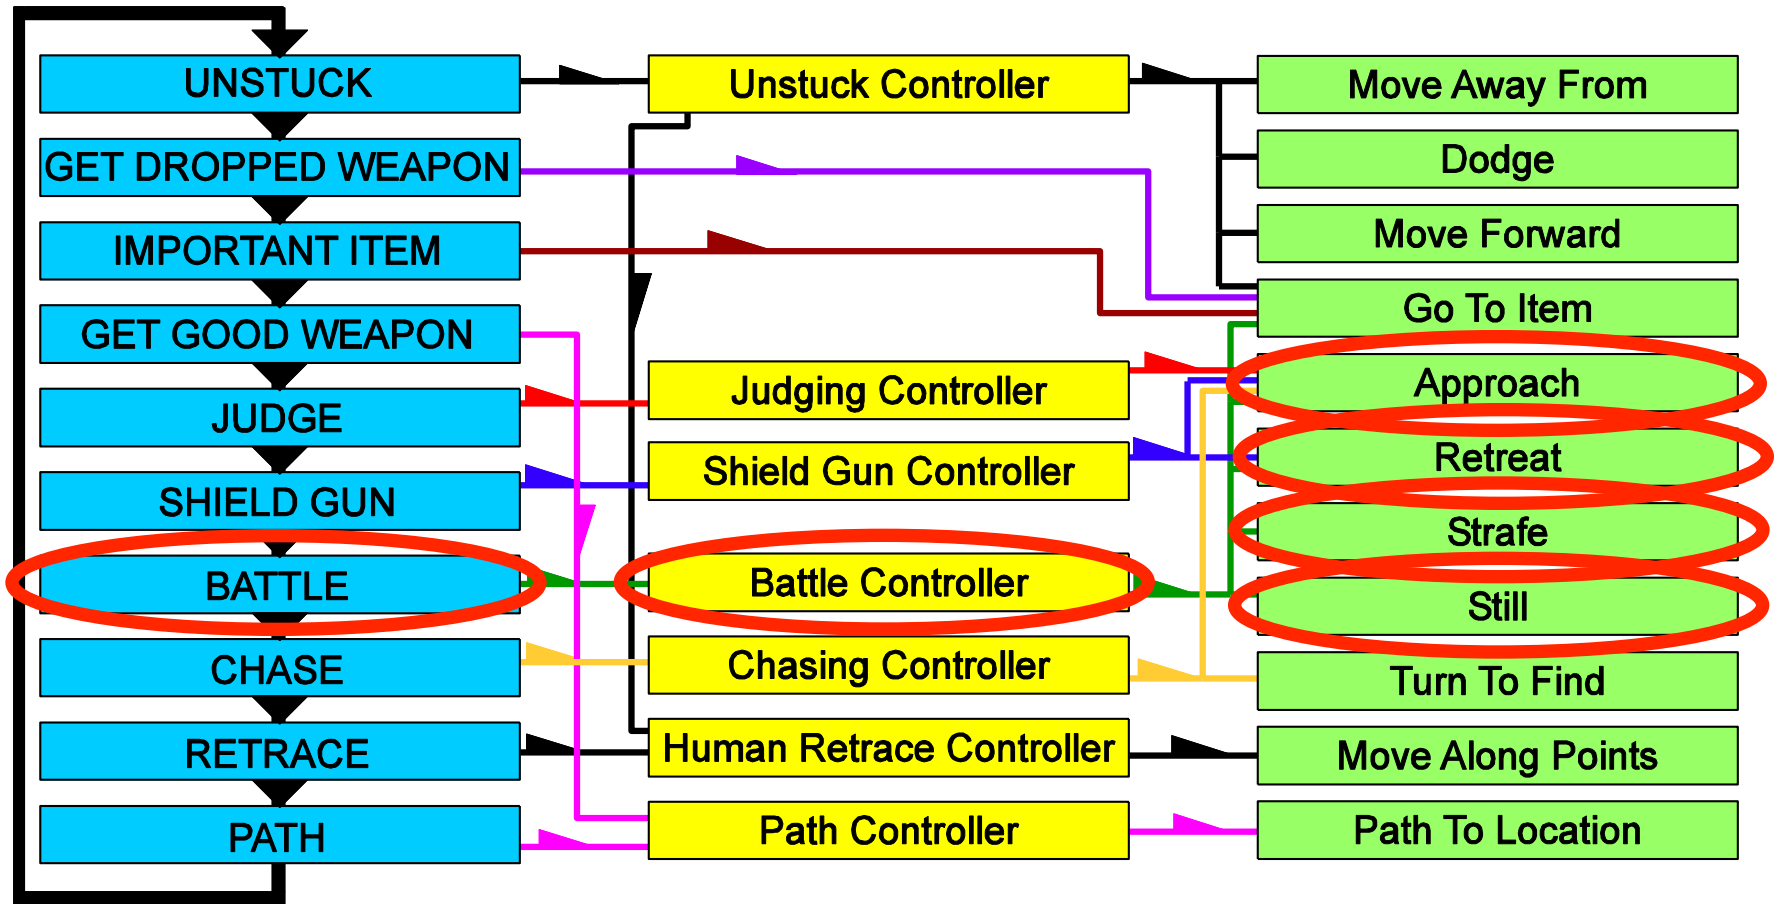 UNSTUCK
Unstuck Controller
Move Away From
GET DROPPED WEAPON
Dodge
IMPORTANT ITEM
Move Forward
GET GOOD WEAPON
Go To Item
JUDGE
Judging Controller
Approach
SHIELD GUN
Shield Gun Controller
Retreat
Strafe
BATTLE
Battle Controller
Still
CHASE
Chasing Controller
Turn To Find
RETRACE
Human Retrace Controller
Move Along Points
PATH
Path Controller
Path To Location